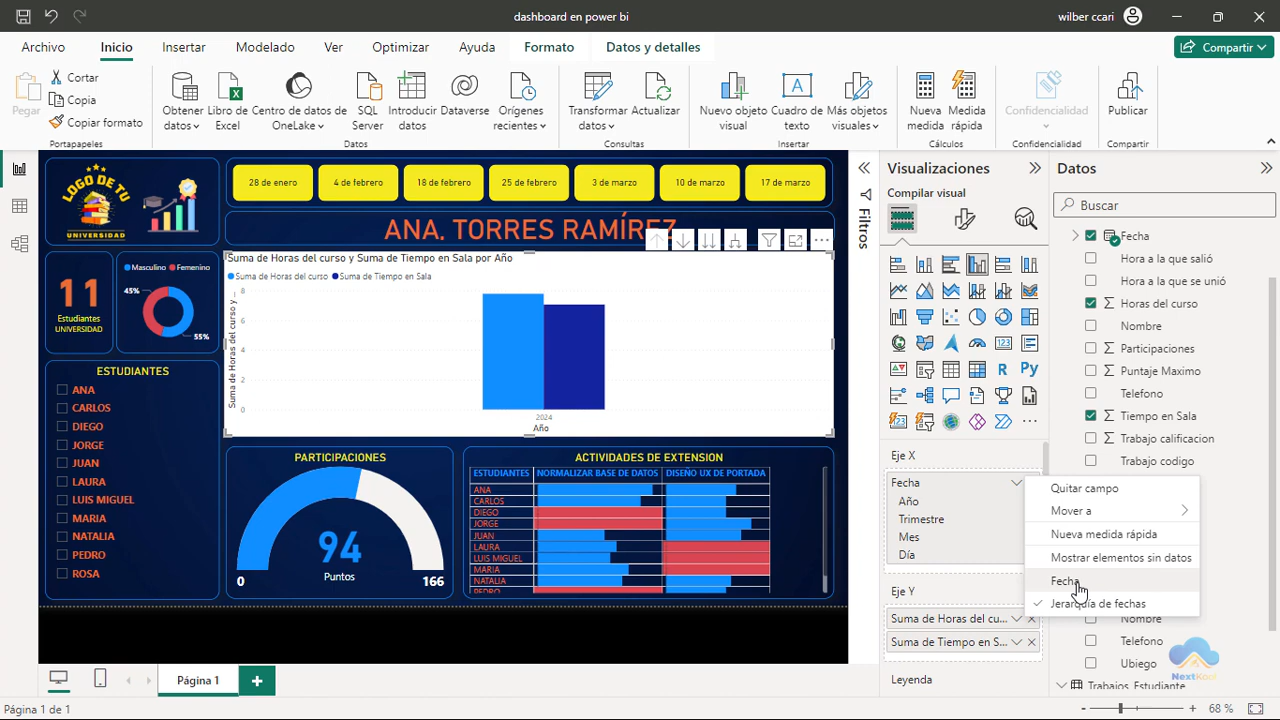 dashboard en power bi
wilber ccari
Archivo
Inicio
Insertar
Modelado
Ver
Optimizar
Ayuda
Formato
Datos y detalles
Compartir
Pegar
Cortar
Copia
Copiar formato
Portapapeles
Obtener datos
Libro de Excel
Centro de datos de OneLake
SQL Server
Introducir datos
Dataverse
Orígenes recientes
Datos
Transformar datos
Actualizar
Consultas
Nuevo objeto visual
Cuadro de texto
Más objetos visuales
Insertar
Nueva medida
Medida rápida
Cálculos
Confidencialidad
Confidencialidad
Publicar
Compartir
LOGO DE TU
UNIVERSIDAD
28 de enero
4 de febrero
18 de febrero
25 de febrero
3 de marzo
10 de marzo
17 de marzo
ANA, TORRES RAMÍREZ
11
Estudiantes
UNIVERSIDAD
Masculino Femenino
45%
55%
Suma de Horas del curso y Suma de Tiempo en Sala por Año
Suma de Horas del curso Suma de Tiempo en Sala
Suma de Horas del curso y ...
8
6
4
2
0
2024
Año
ESTUDIANTES
ANA
CARLOS
DIEGO
JORGE
JUAN
LAURA
LUIS MIGUEL
MARIA
NATALIA
PEDRO
ROSA
PARTICIPACIONES
94
Puntos
0
166
ACTIVIDADES DE EXTENSION
ESTUDIANTES NORMALIZAR BASE DE DATOS DISEÑO UX DE PORTADA
ANA
CARLOS
DIEGO
JORGE
JUAN
LAURA
LUIS MIGUEL
MARIA
NATALIA
PEDRO
Filtros
Visualizaciones
Compilar visual
R
Py
123
Eje X
Fecha
Año
Trimestre
Mes
Día
Eje Y
Suma de Horas del cu...
Suma de Tiempo en S...
Leyenda
Quitar campo
Mover a
Nueva medida rápida
Mostrar elementos sin datos
Fecha
Jerarquía de fechas
Datos
Buscar
Fecha
Hora a la que salió
Hora a la que se unió
Horas del curso
Nombre
Participaciones
Puntaje Maximo
Telefono
Tiempo en Sala
Trabajo calificacion
Trabajo codigo
Nombre
Telefono
Ubiego
Trabajos_Estudiante
Página 1
Página 1 de 1
68 %